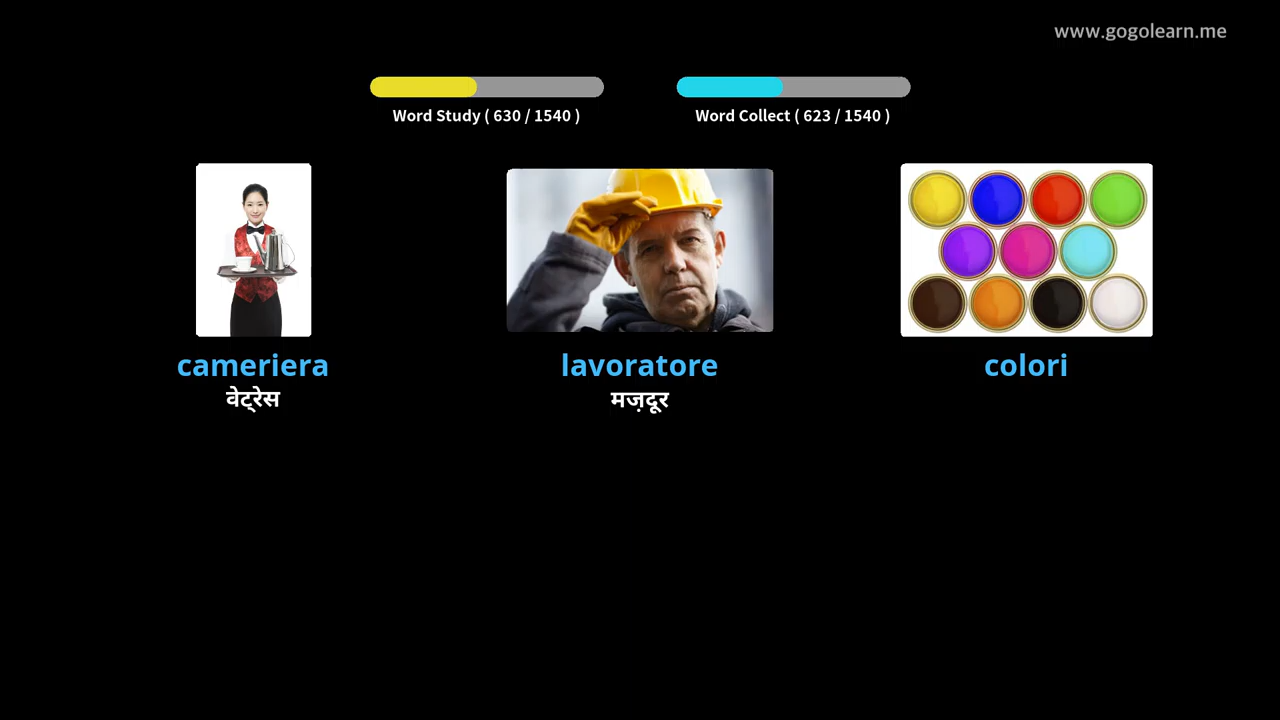 www.gogolearn.me
Word Study ( 630 / 1540 )
Word Collect ( 623 / 1540 )
cameriera
वेट्रेस
lavoratore
मज़दूर
colori